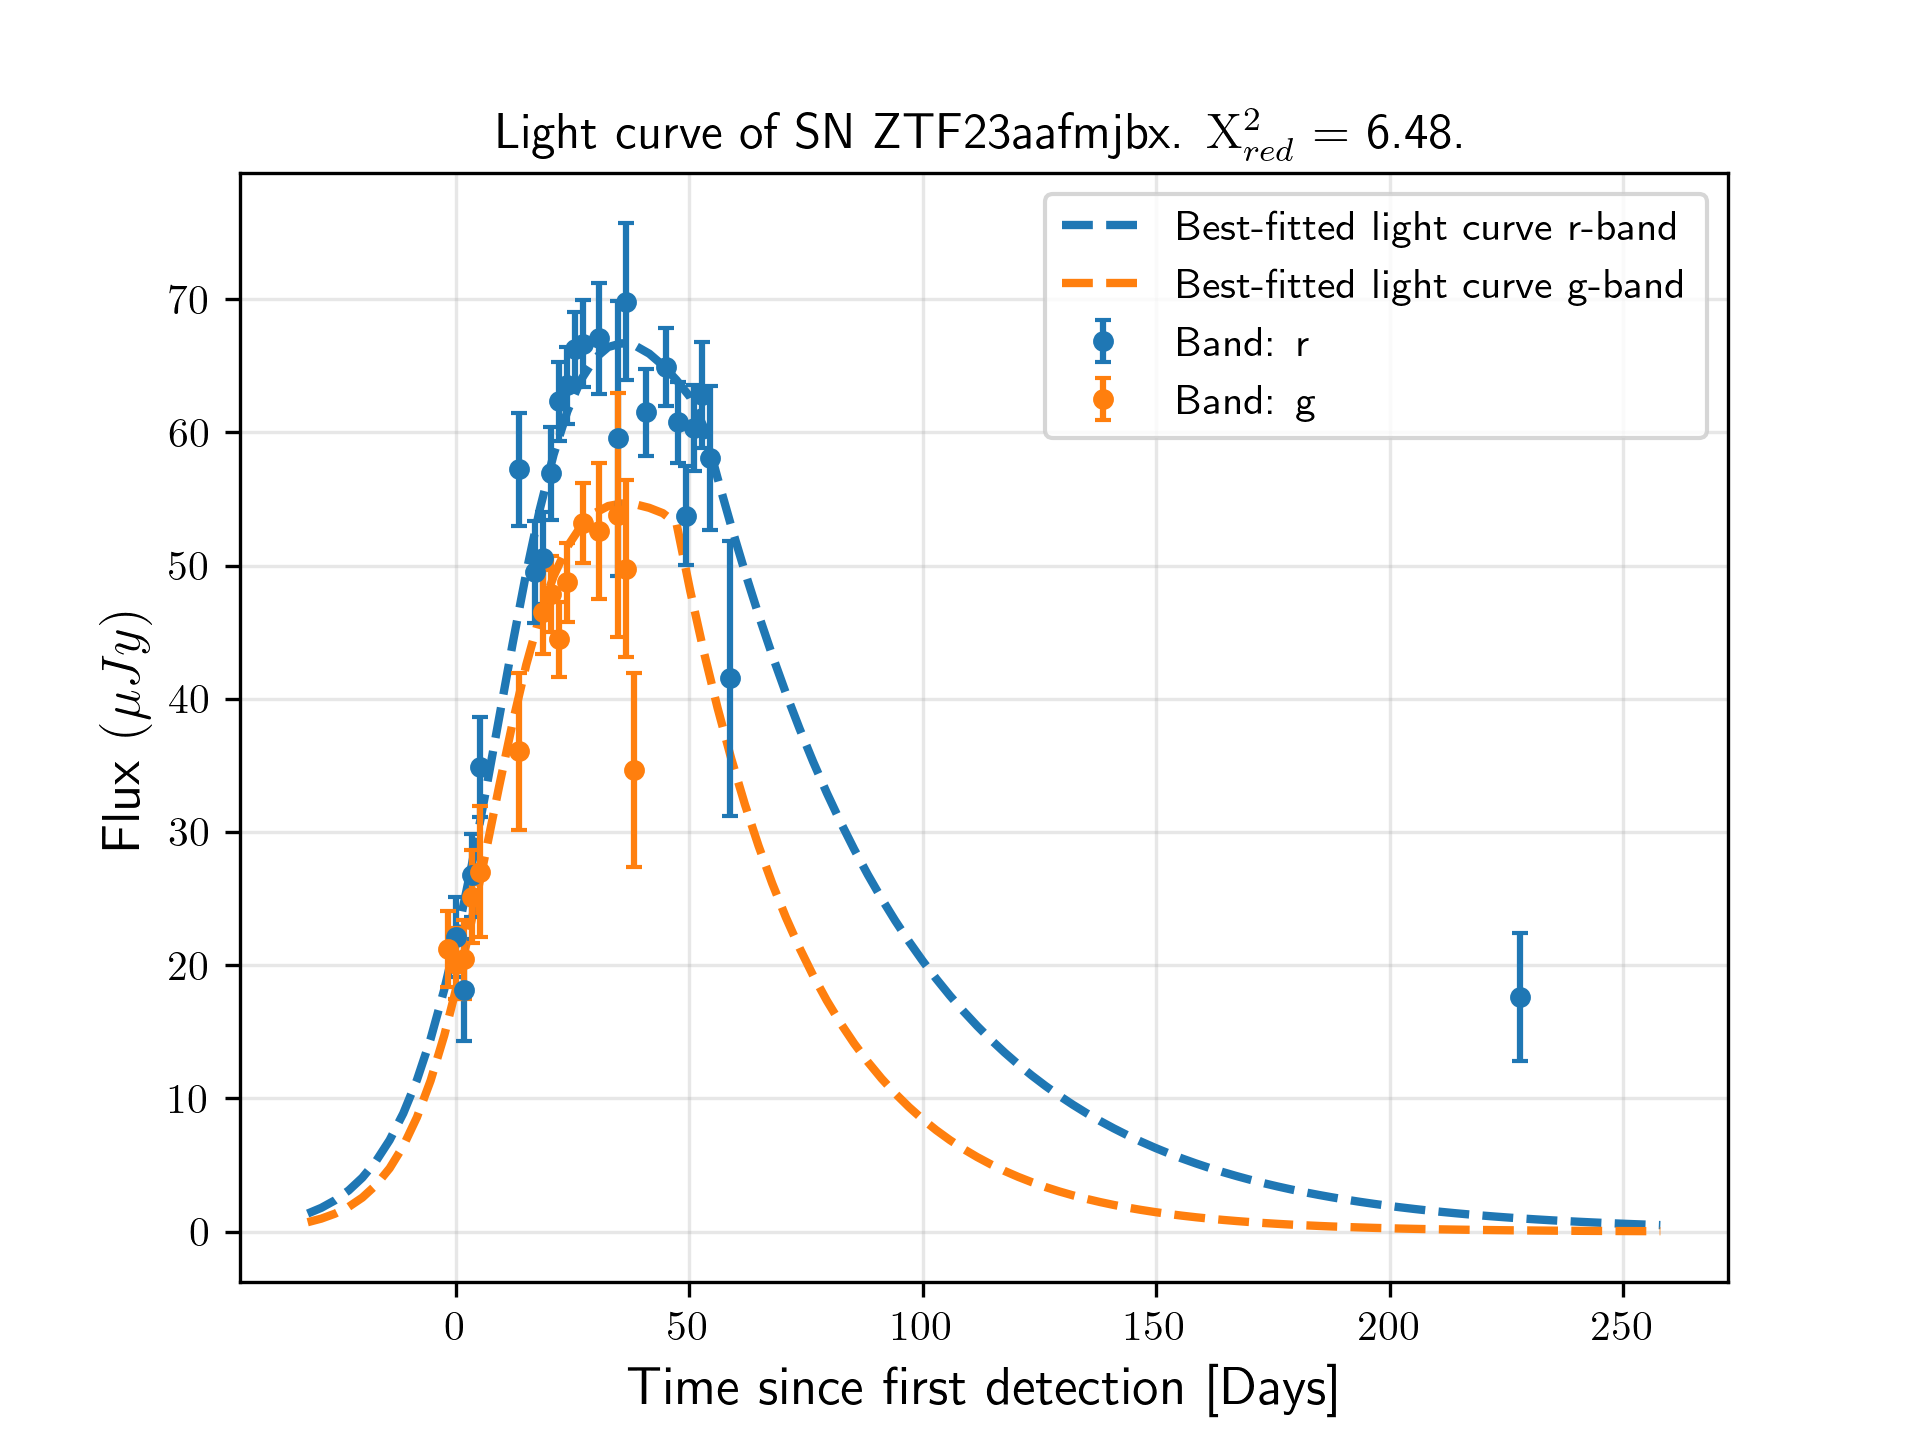 Light curve of SN ZTF23aafmjbx. X²_red = 6.48.
Best-fitted light curve r-band
Best-fitted light curve g-band
Band: r
Band: g
70
60
50
40
30
20
10
0
Flux (μJy)
0 50 100 150 200 250
Time since first detection [Days]